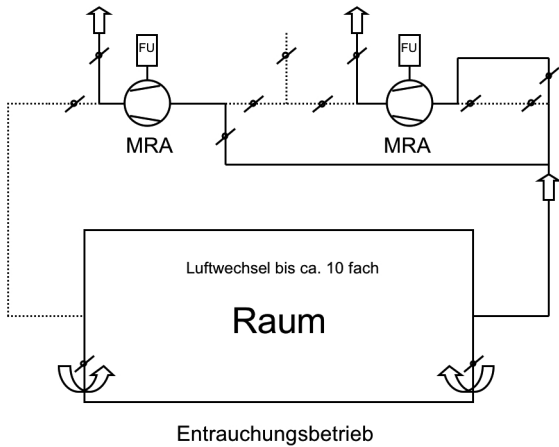 FU
FU
MRA
MRA
Luftwechsel bis ca. 10 fach
Raum
Entrauchungsbetrieb